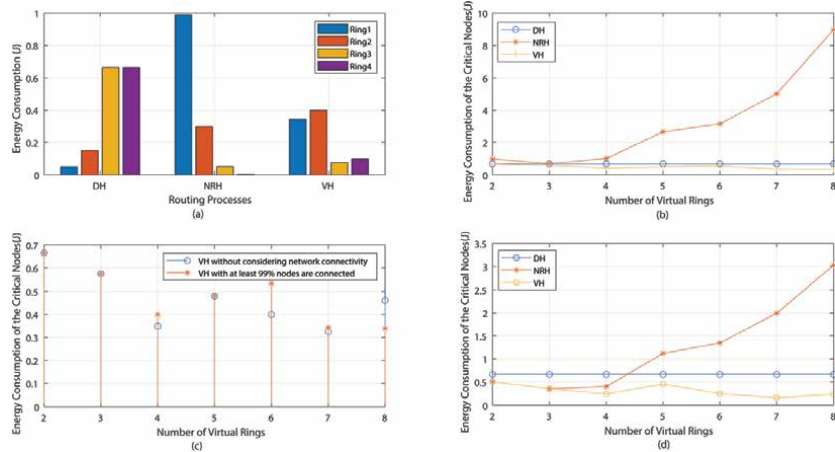 1
0.8
0.6
0.4
0.2
0
Energy Consumption (J)
Ring1
Ring2
Ring3
Ring4
DH
NRH
VH
Routing Processes
(a)
10
8
6
4
2
0
Energy Consumption of the Critical Nodes(J)
DH
NRH
VH
2 3 4 5 6 7 8
Number of Virtual Rings
(b)
0.7
0.6
0.5
0.4
0.3
0.2
0.1
0
Energy Consumption of the Critical Nodes(J)
VH without considering network connectivity
VH with at least 99% nodes are connected
2 3 4 5 6 7 8
Number of Virtual Rings
(c)
3.5
3
2.5
2
1.5
1
0.5
0
Energy Consumption of the Critical Nodes(J)
DH
NRH
VH
2 3 4 5 6 7 8
Number of Virtual Rings
(d)